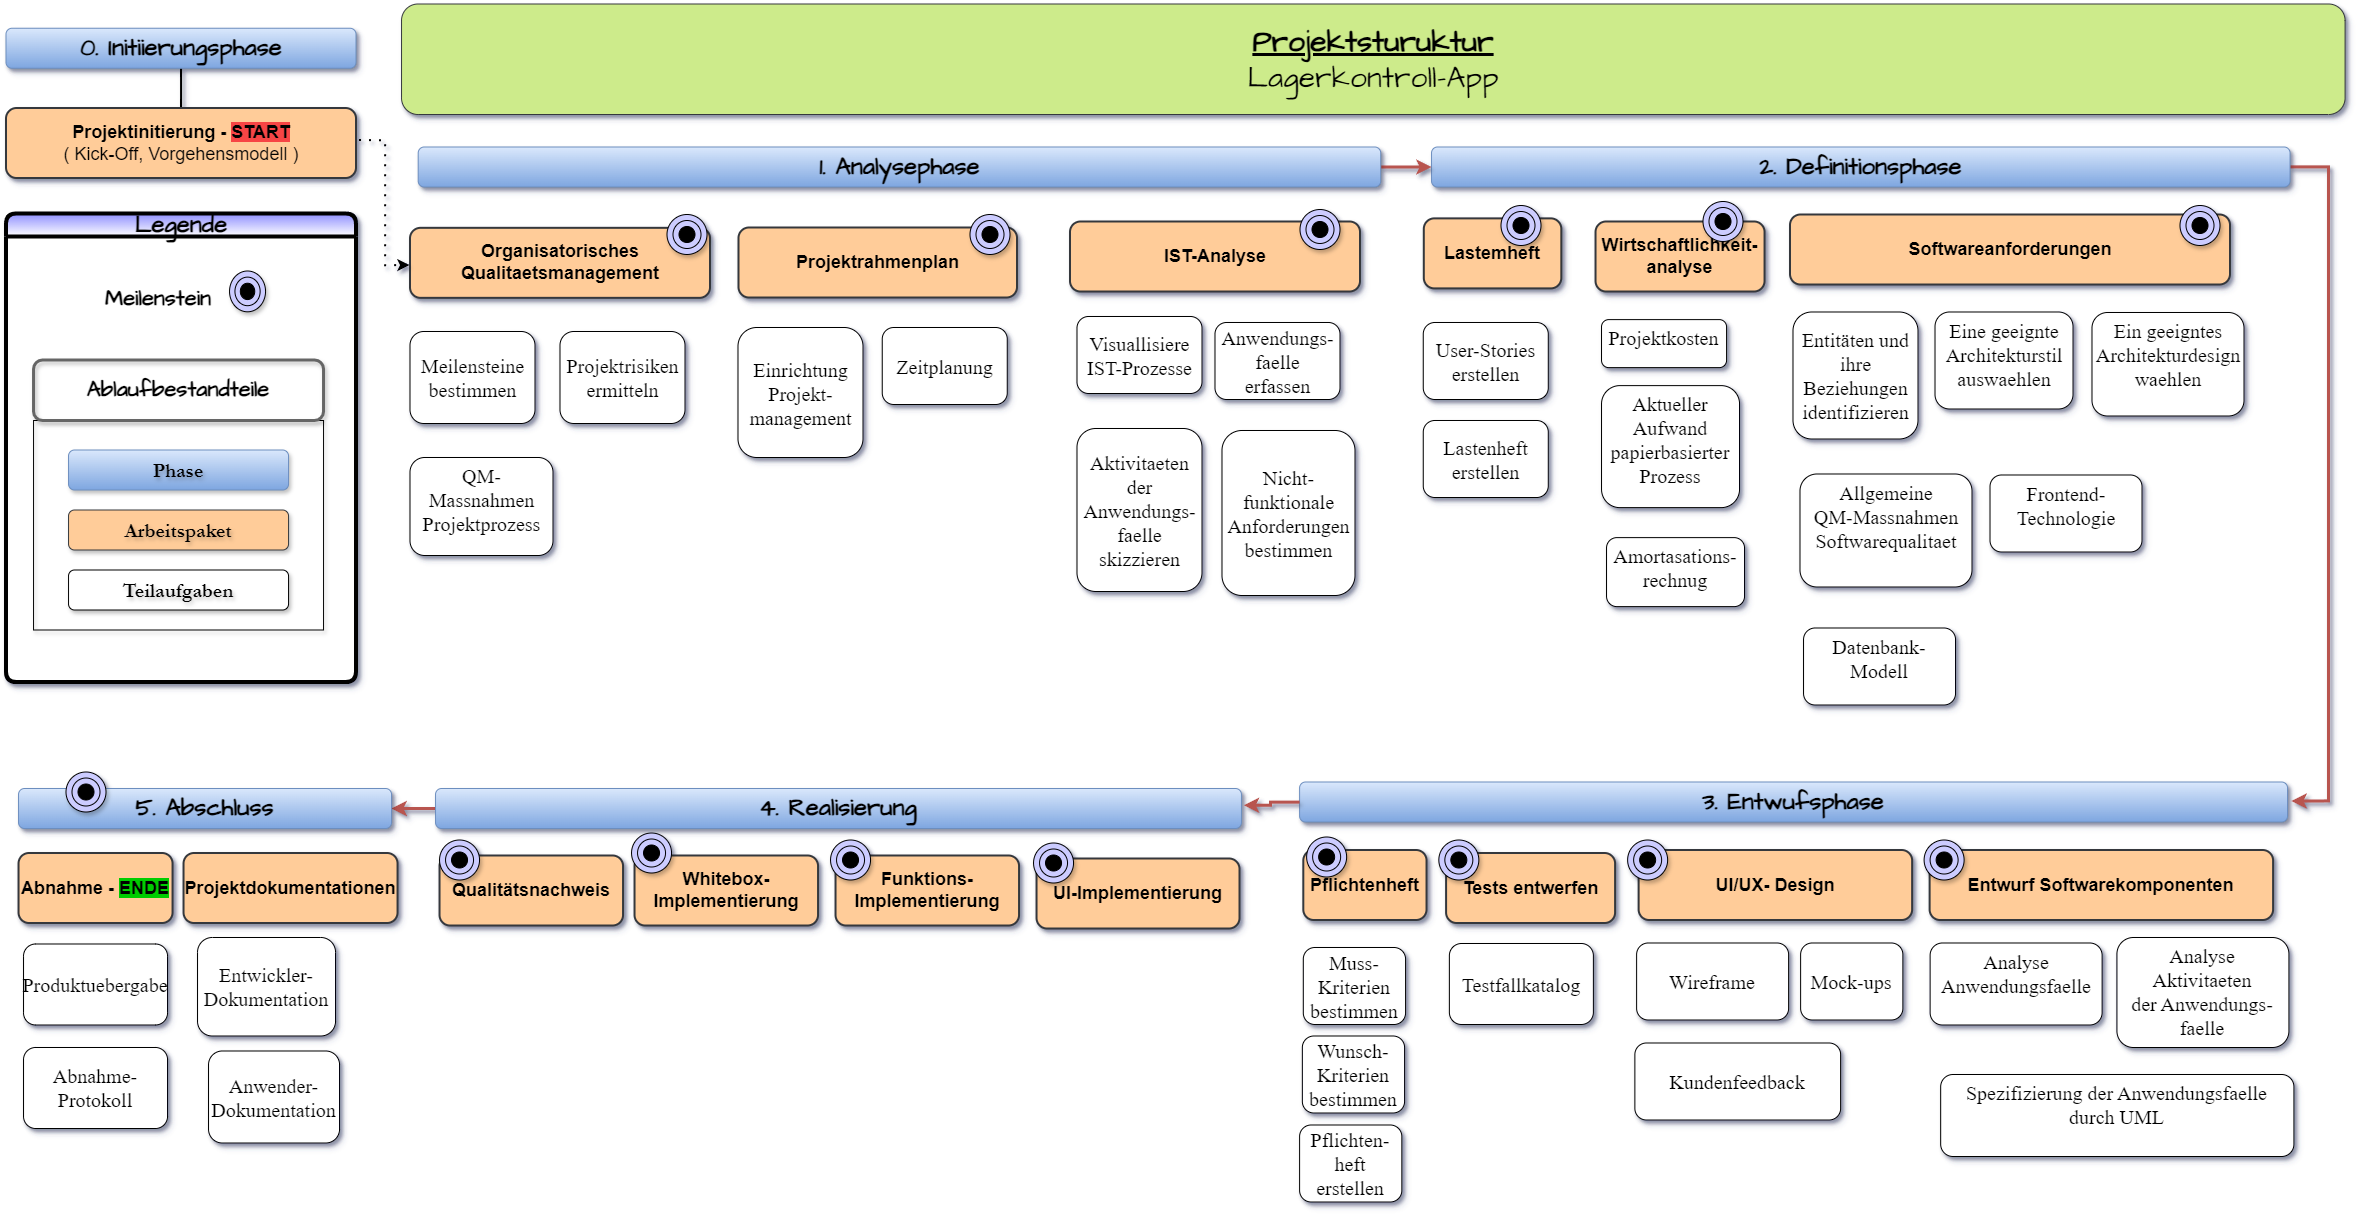 Projektsturuktur
Lagerkontroll-App
0. Initiierungsphase
Projektinitierung - START
( Kick-Off, Vorgehensmodell )
Legende
Meilenstein
Ablaufbestandteile
Phase
Arbeitspaket
Teilaufgaben
1. Analysephase
Organisatorisches
Qualitaetsmanagement
Meilensteine
bestimmen
Projektrisiken
ermitteln
QM-
Massnahmen
Projektprozess
Projektrahmenplan
Einrichtung
Projekt-
management
Zeitplanung
IST-Analyse
Visuallisiere
IST-Prozesse
Anwendungs-
faelle
erfassen
Aktivitaeten
der
Anwendungs-
faelle
skizzieren
Nicht-
funktionale
Anforderungen
bestimmen
2. Definitionsphase
Lastemheft
User-Stories
erstellen
Lastenheft
erstellen
Wirtschaftlichkeit-
analyse
Projektkosten
Aktueller
Aufwand
papierbasierter
Prozess
Amortasations-
rechnug
Softwareanforderungen
Entitäten und
ihre
Beziehungen
identifizieren
Eine geeignte
Architekturstil
auswaehlen
Ein geeigntes
Architekturdesign
waehlen
Allgemeine
QM-Massnahmen
Softwarequalitaet
Frontend-
Technologie
Datenbank-
Modell
3. Entwufsphase
Pflichtenheft
Muss-
Kriterien
bestimmen
Wunsch-
Kriterien
bestimmen
Pflichten-
heft
erstellen
Tests entwerfen
Testfallkatalog
UI/UX- Design
Wireframe
Mock-ups
Kundenfeedback
Entwurf Softwarekomponenten
Analyse
Anwendungsfaelle
Analyse
Aktivitaeten
der Anwendungs-
faelle
Spezifizierung der Anwendungsfaelle
durch UML
4. Realisierung
Qualitätsnachweis
Whitebox-
Implementierung
Funktions-
Implementierung
UI-Implementierung
5. Abschluss
Abnahme - ENDE
Produktuebergabe
Abnahme-
Protokoll
Projektdokumentationen
Entwickler-
Dokumentation
Anwender-
Dokumentation